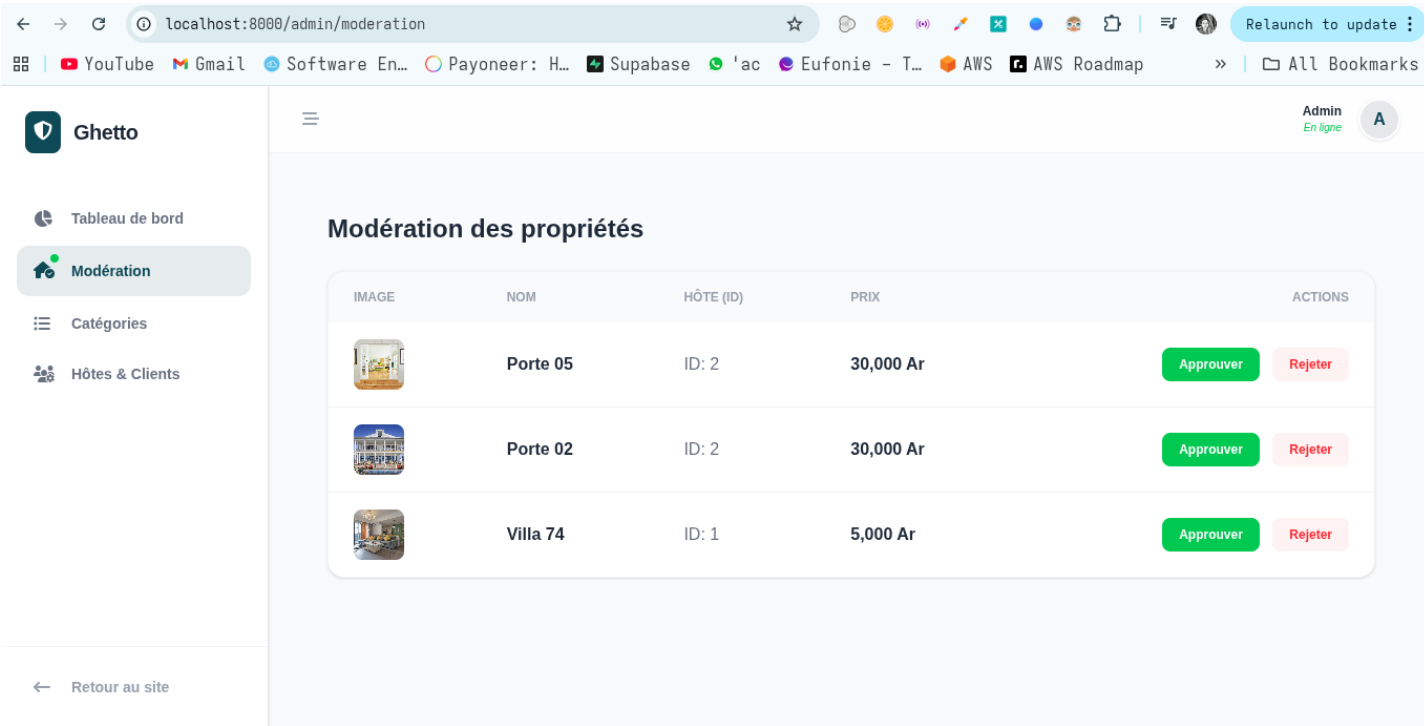 localhost:8000/admin/moderation
Relaunch to update
YouTube Gmail Software En… Payoneer: H… Supabase 'ac Eufonie – T… AWS AWS Roadmap » All Bookmarks
Ghetto
Admin
En ligne
A
Tableau de bord
Modération
Catégories
Hôtes & Clients
Retour au site
Modération des propriétés
IMAGE NOM HÔTE (ID) PRIX ACTIONS
Porte 05 ID: 2 30,000 Ar Approuver Rejeter
Porte 02 ID: 2 30,000 Ar Approuver Rejeter
Villa 74 ID: 1 5,000 Ar Approuver Rejeter